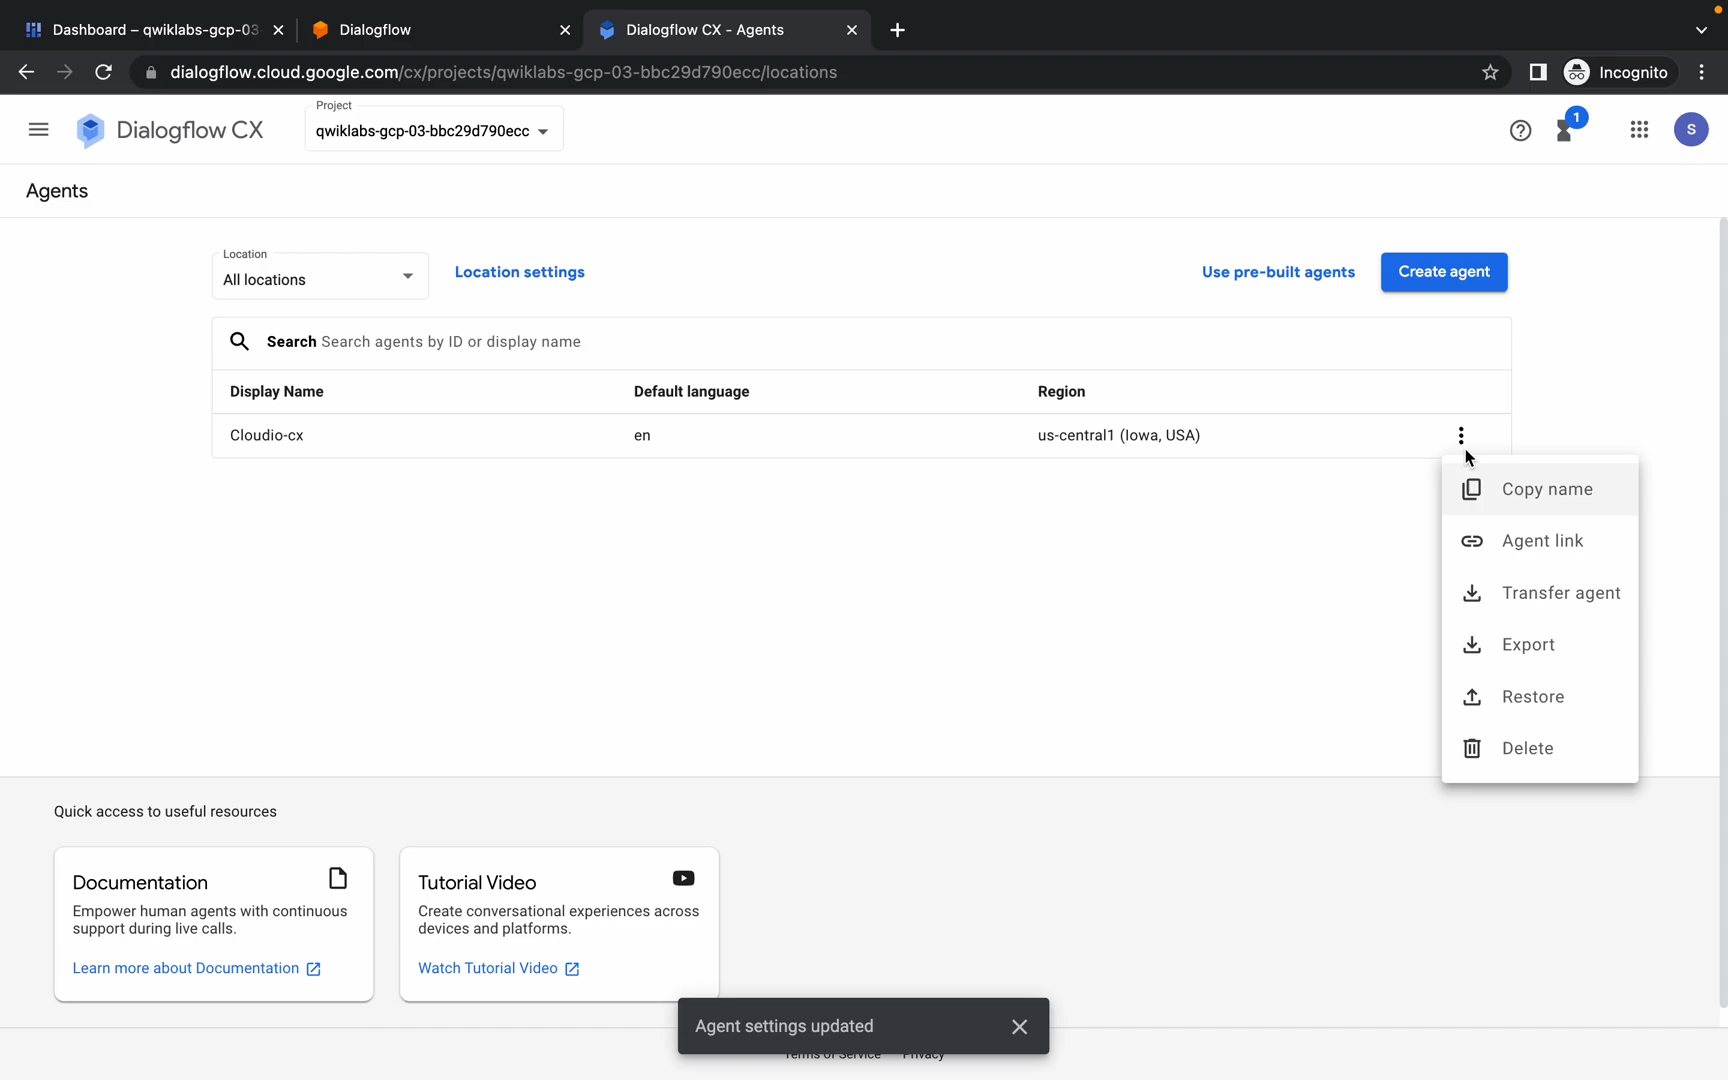 Dashboard – qwiklabs-gcp-03
Dialogflow
Dialogflow CX - Agents
dialogflow.cloud.google.com/cx/projects/qwiklabs-gcp-03-bbc29d790ecc/locations
Incognito
Dialogflow CX
Project
qwiklabs-gcp-03-bbc29d790ecc
1
S
Agents
Location
All locations
Location settings
Use pre-built agents
Create agent
Search Search agents by ID or display name
Display Name Default language Region
Cloudio-cx en us-central1 (Iowa, USA)
Copy name
Agent link
Transfer agent
Export
Restore
Delete
Quick access to useful resources
Documentation
Empower human agents with continuous
support during live calls.
Learn more about Documentation
Tutorial Video
Create conversational experiences across
devices and platforms.
Watch Tutorial Video
Agent settings updated
Terms of Service Privacy